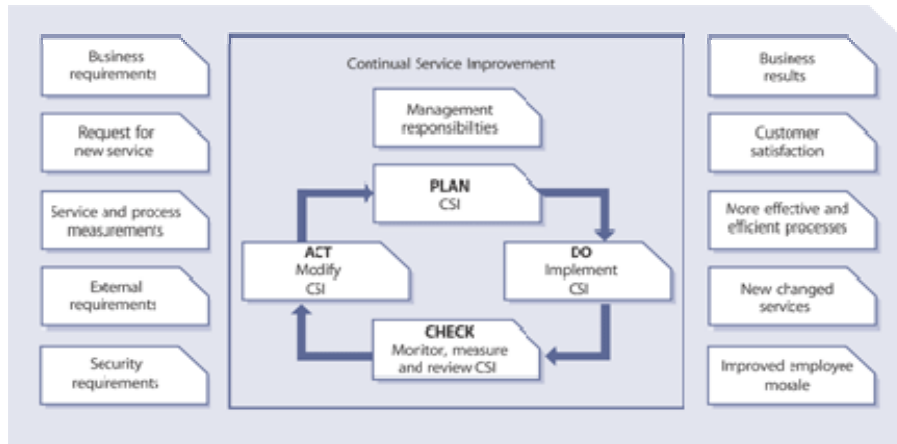 Business
requirements
Request for
new service
Service and process
measurements
External
requirements
Security
requirements
Continual Service Improvement
Management
responsibilities
PLAN
CSI
ACT
Modify
CSI
DO
Implement
CSI
CHECK
Moritor, measure
and review CSI
Business
results
Customer
satisfaction
More effective and
efficient processes
New changed
services
Improved employee
morale